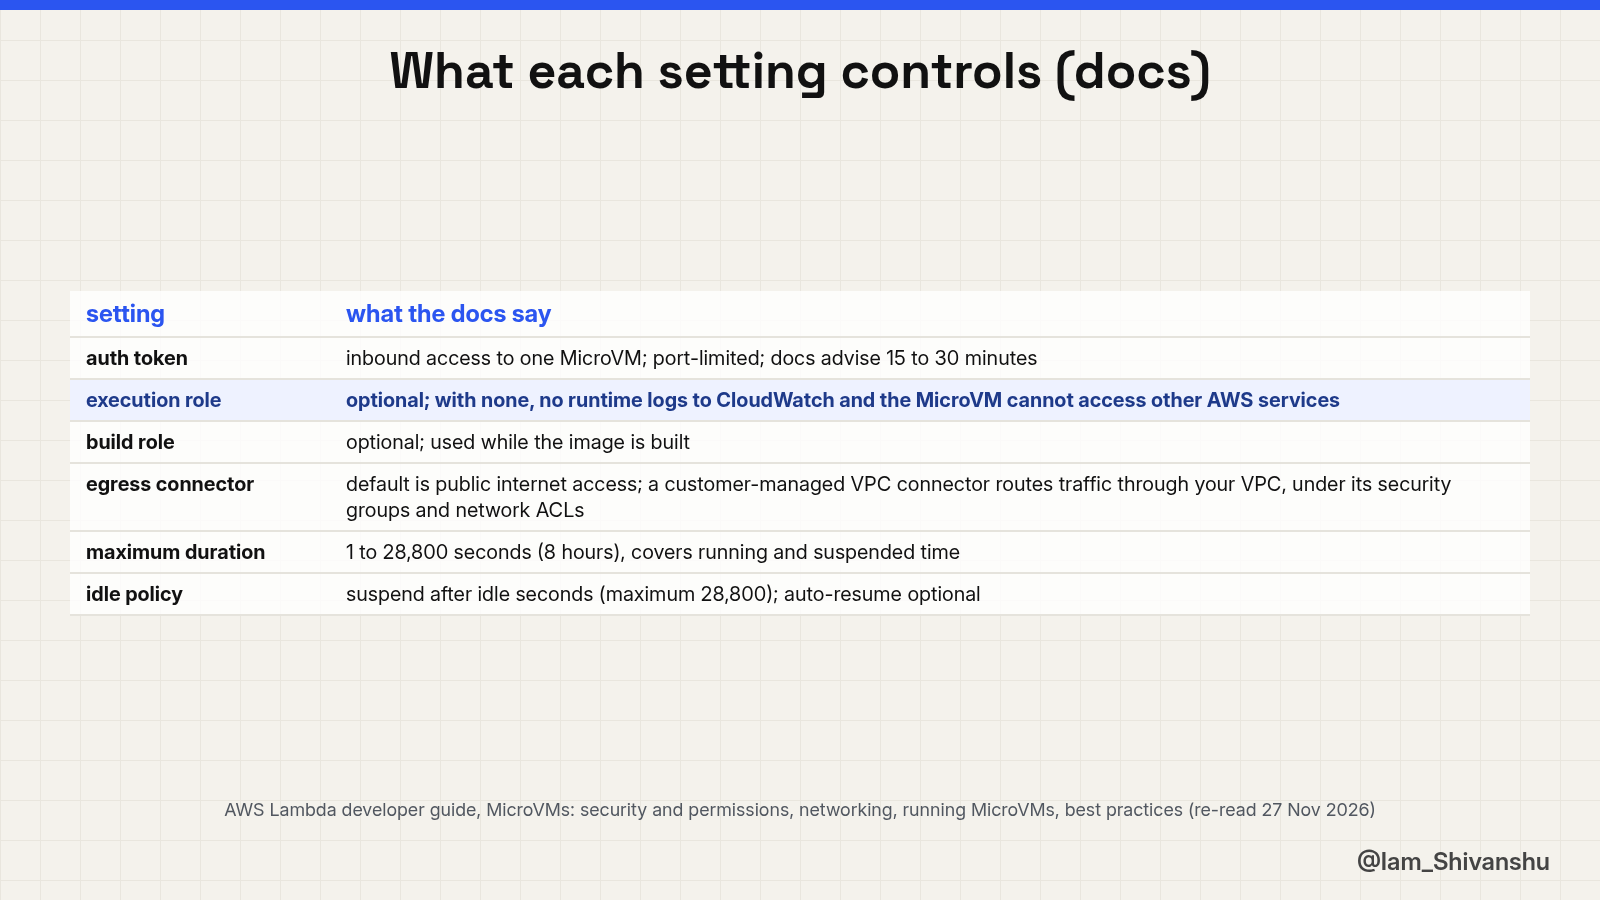 What each setting controls (docs)
setting what the docs say
auth token inbound access to one MicroVM; port-limited; docs advise 15 to 30 minutes
execution role optional; with none, no runtime logs to CloudWatch and the MicroVM cannot access other AWS services
build role optional; used while the image is built
egress connector default is public internet access; a customer-managed VPC connector routes traffic through your VPC, under its security
groups and network ACLs
maximum duration 1 to 28,800 seconds (8 hours), covers running and suspended time
idle policy suspend after idle seconds (maximum 28,800); auto-resume optional
AWS Lambda developer guide, MicroVMs: security and permissions, networking, running MicroVMs, best practices (re-read 27 Nov 2026)
@Iam_Shivanshu